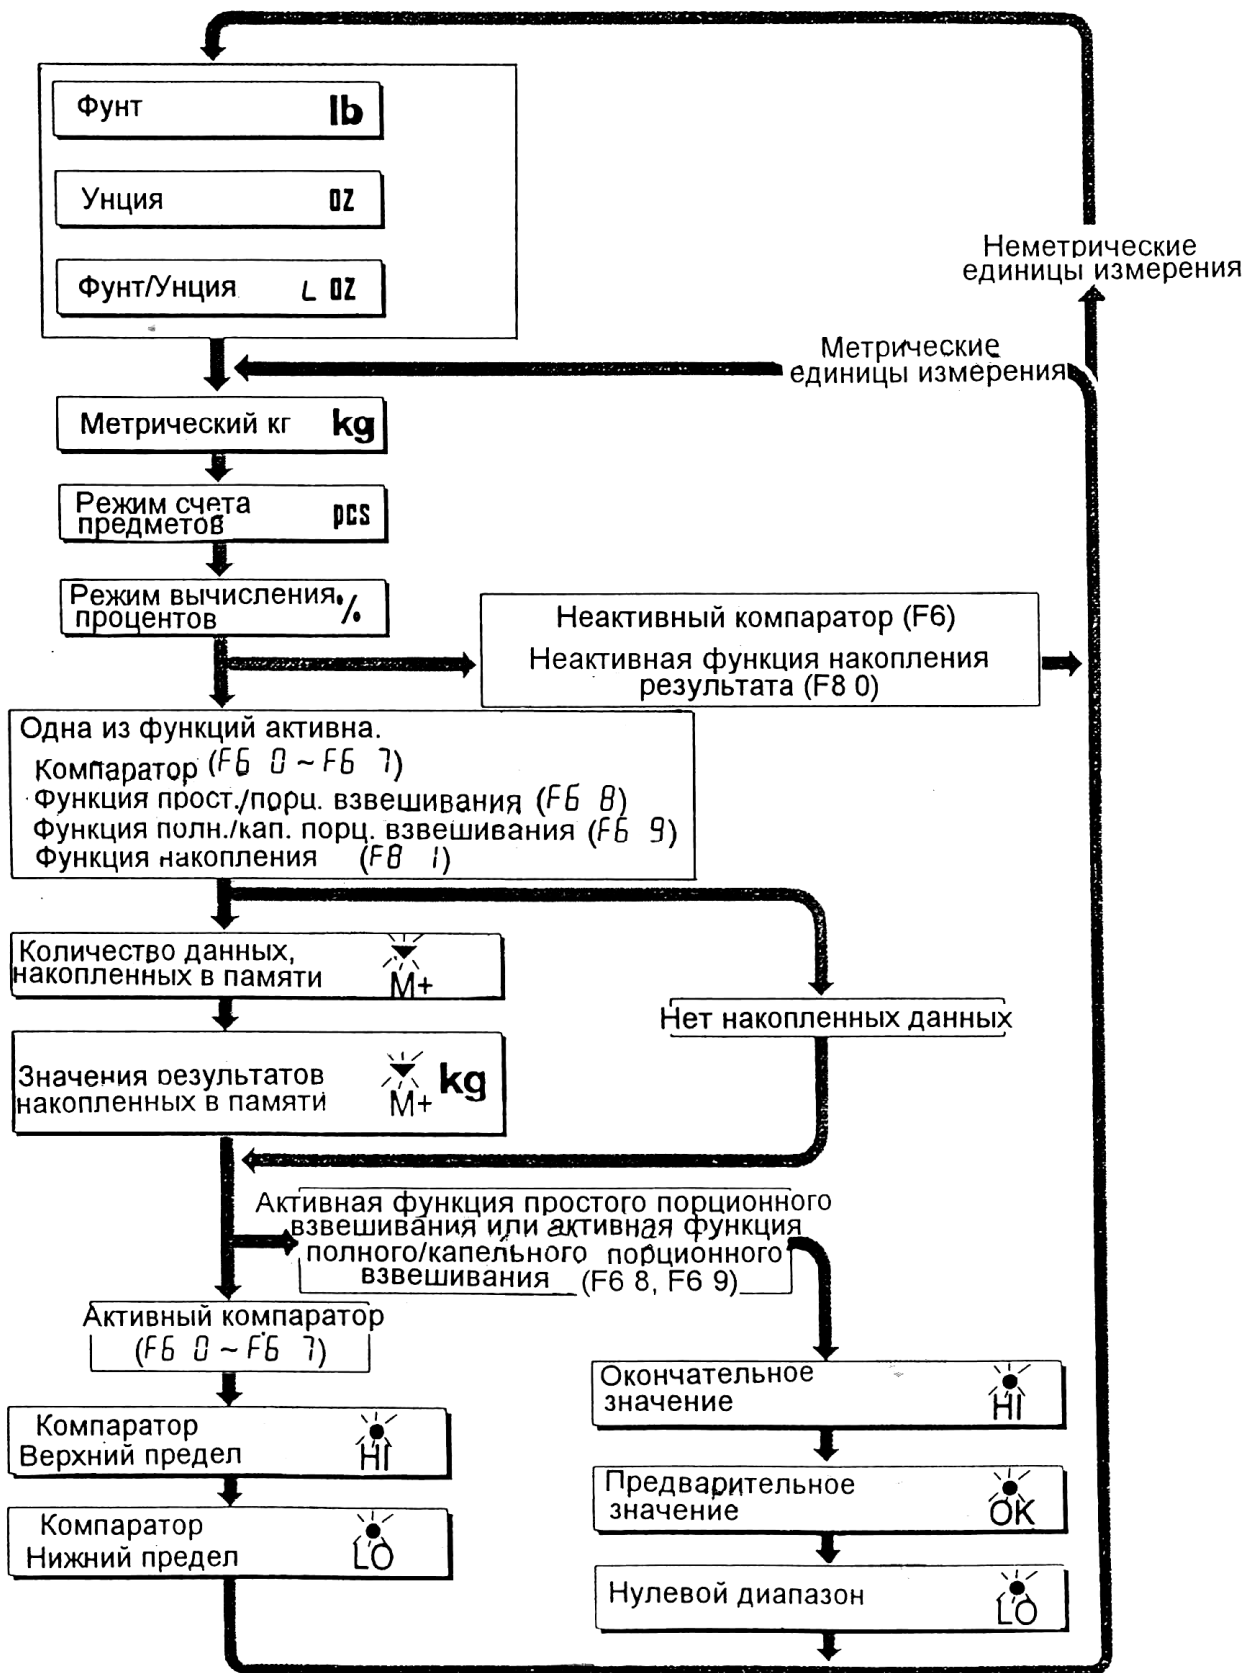 Фунт lb
Унция oz
Неметрические
единицы измерения
Фунт/Унция L oz
Метрические
единицы измерения
Метрический кг kg
Режим счета
предметов pcs
Режим вычисления
процентов %
Неактивный компаратор (F6)
Неактивная функция накопления
результата (F8 0)
Одна из функций активна.
Компаратор (F6 0 ~ F6 7)
Функция прост./порц. взвешивания (F6 8)
Функция полн./кап. порц. взвешивания (F6 9)
Функция накопления (F8 1)
Количество данных,
накопленных в памяти M+
Нет накопленных данных
Значения результатов kg
накопленных в памяти M+
Активная функция простого порционного
взвешивания или активная функция
полного/капельного порционного
взвешивания (F6 8, F6 9)
Активный компаратор
(F6 0 ~ F6 7)
Окончательное
значение HI
Компаратор
Верхний предел HI
Предварительное
значение OK
Компаратор
Нижний предел LO
Нулевой диапазон LO